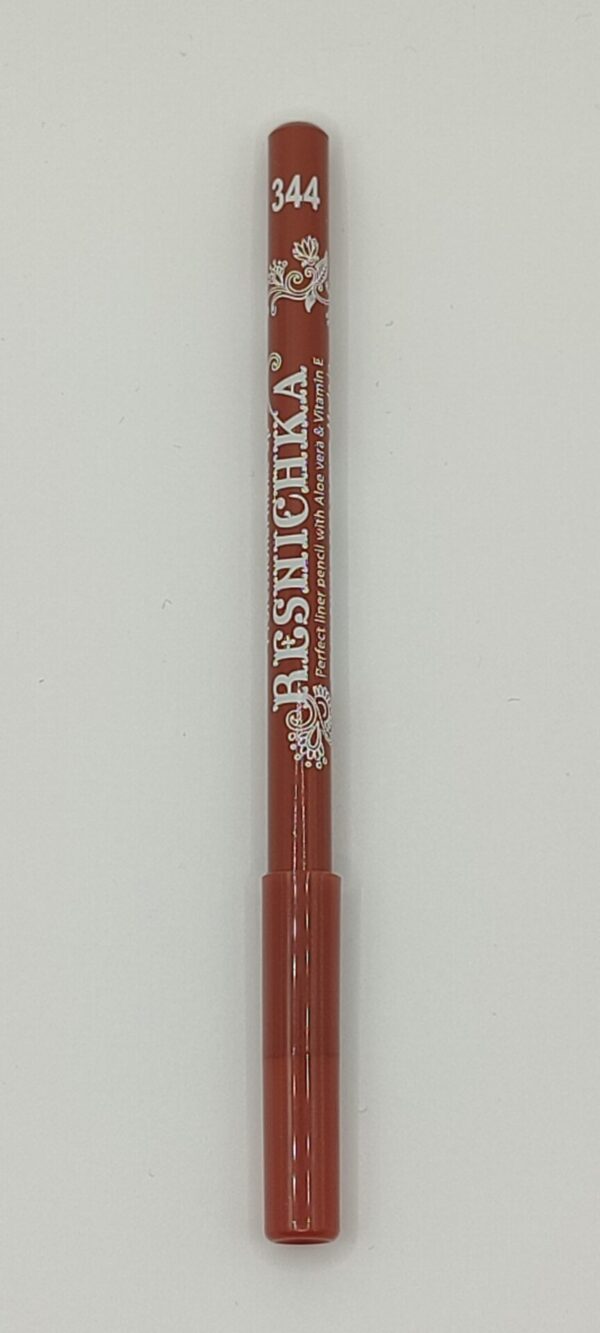 344
RESNICHKA
Perfect liner pencil with Aloe vera & Vitamin E